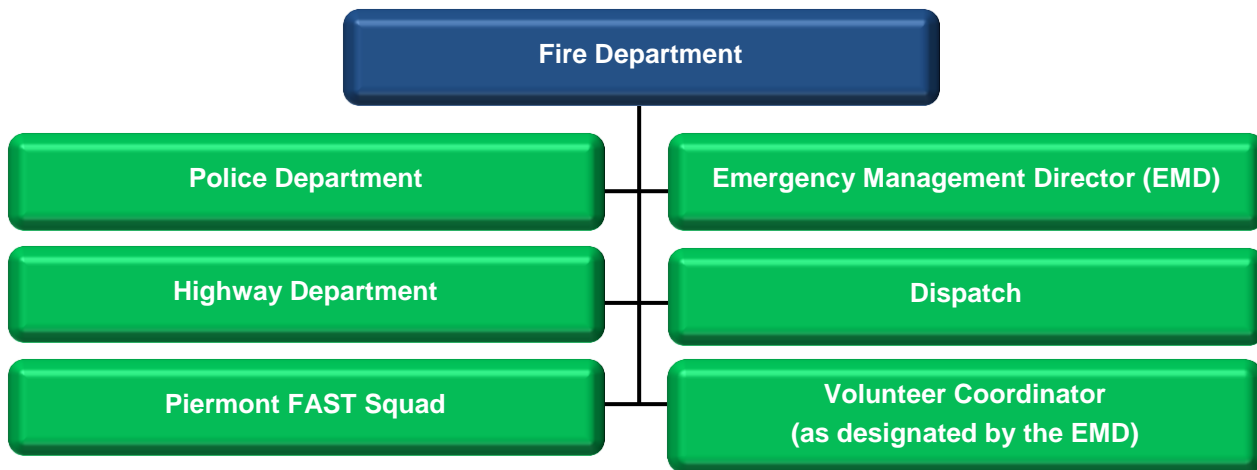 Fire Department
Police Department
Emergency Management Director (EMD)
Highway Department
Dispatch
Piermont FAST Squad
Volunteer Coordinator
(as designated by the EMD)